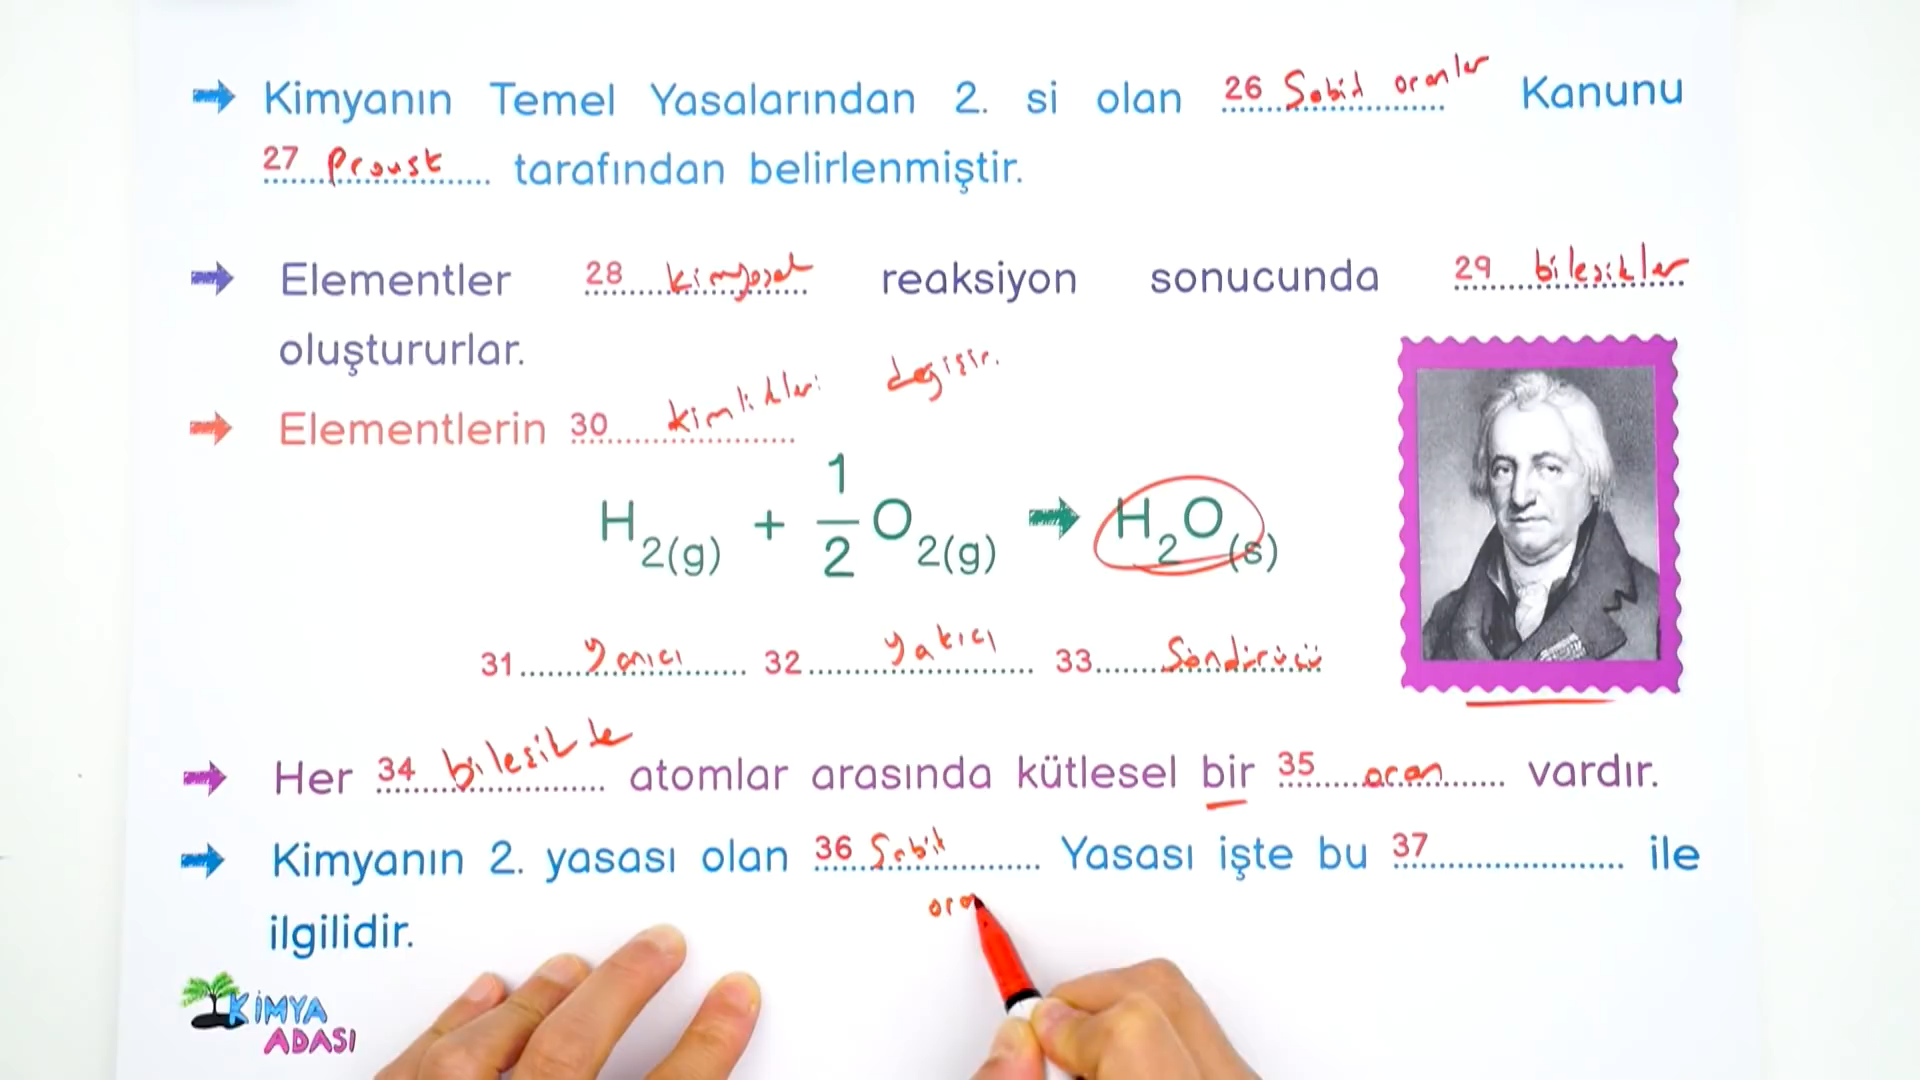 Kimyanın Temel Yasalarından 2. si olan 26 Sabit oranlar Kanunu
27 Proust tarafından belirlenmiştir.
Elementler 28 kimyasal reaksiyon sonucunda 29 bileşikler
oluştururlar.
Elementlerin 30 kimlikleri değişir.
H2(g) + 1/2 O2(g) → H2O(s)
31 Yanıcı 32 yakıcı 33 Söndürücü
Her 34 bileşikte atomlar arasında kütlesel bir 35 oran vardır.
Kimyanın 2. yasası olan 36 Sabit Yasası işte bu 37 ile
ora
ilgilidir.
KİMYA
ADASI